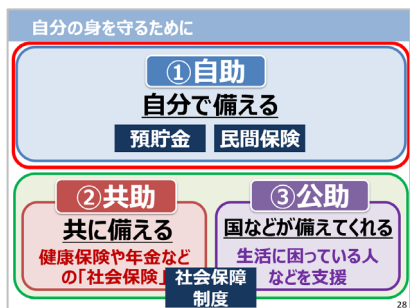 自分の身を守るために
①自助
自分で備える
預貯金 民間保険
②共助
共に備える
健康保険や年金など
の「社会保険」
③公助
国などが備えてくれる
生活に困っている人
などを支援
社会保障
制度
28